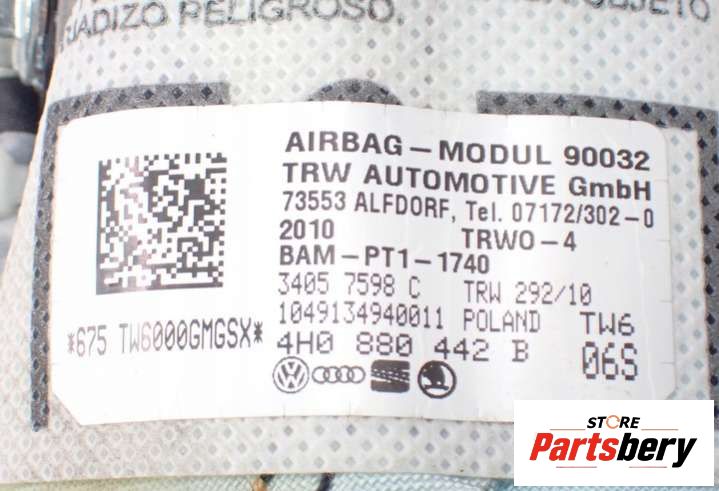 PELIGROSO.
OBJETO
AIRBAG – MODUL 90032
TRW AUTOMOTIVE GmbH
73553 ALFDORF, Tel. 07172/302-0
2010 TRWO-4
BAM-PT1-1740
3405 7598 C TRW 292/10
1049134940011 POLAND TW6
*675 TW6000GMGSX* 4H0 880 442 B 06S
STORE
Partsbery